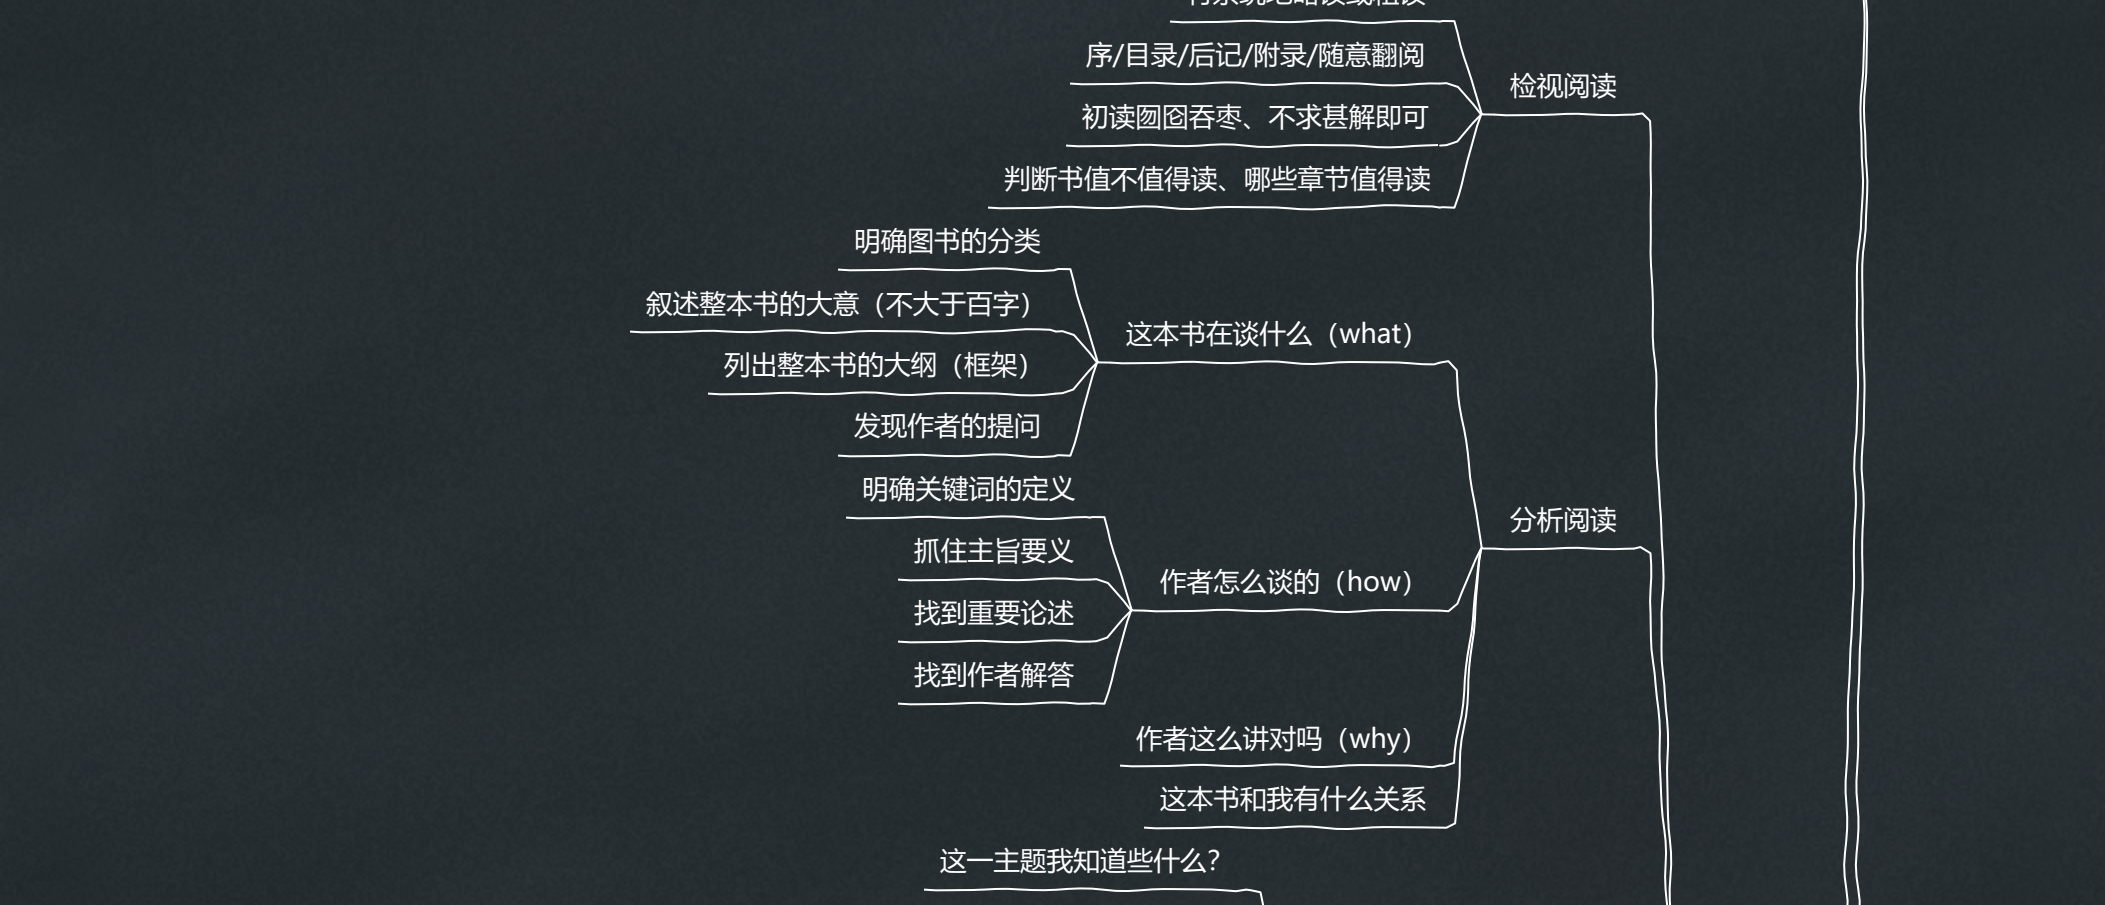 序/目录/后记/附录/随意翻阅
检视阅读
初读囫囵吞枣、不求甚解即可
判断书值不值得读、哪些章节值得读
明确图书的分类
叙述整本书的大意（不大于百字）
这本书在谈什么（what）
列出整本书的大纲（框架）
发现作者的提问
明确关键词的定义
分析阅读
抓住主旨要义
作者怎么谈的（how）
找到重要论述
找到作者解答
作者这么讲对吗（why）
这本书和我有什么关系
这一主题我知道些什么？